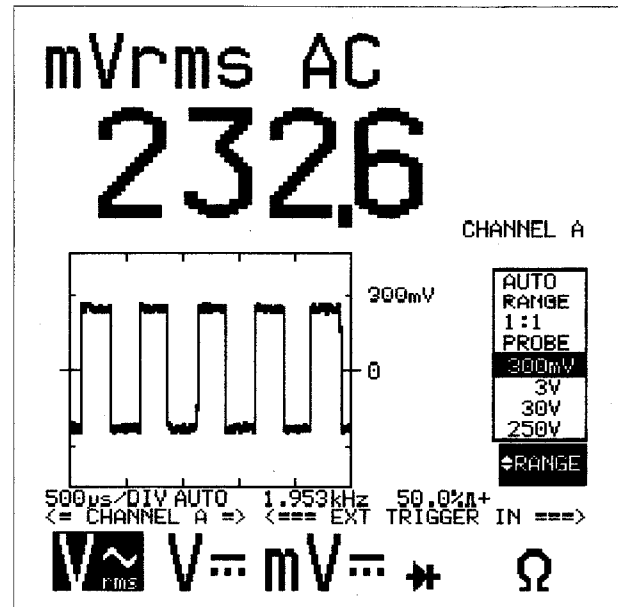 mVrms AC
232.6
CHANNEL A
300mV
0
AUTO
RANGE
1:1
PROBE
300mV
3V
30V
250V
RANGE
500µs/DIV AUTO 1.953kHz 50.0%
<= CHANNEL A => <=== EXT TRIGGER IN ===>
V rms V mV Ω